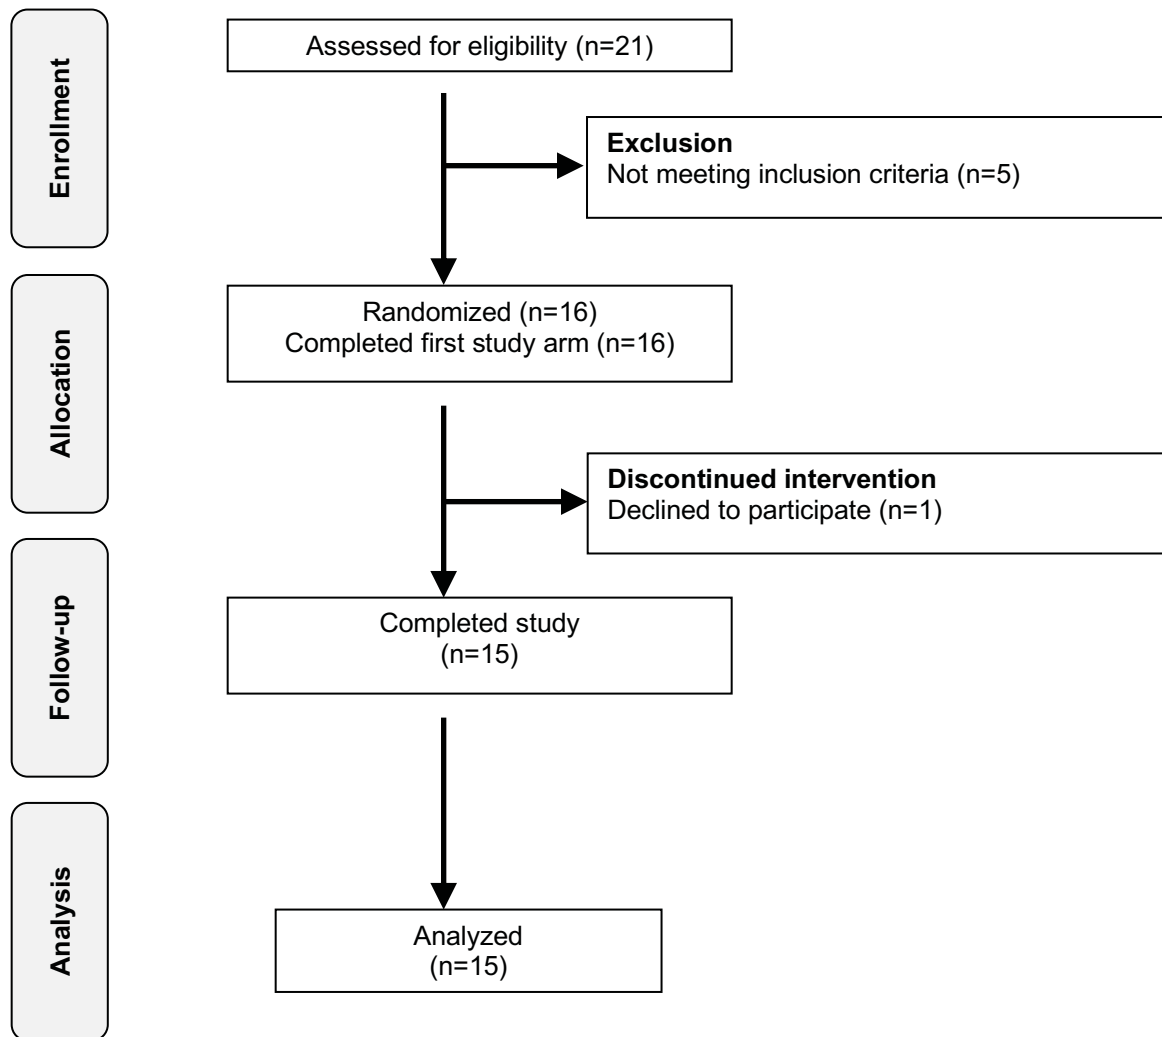 Enrollment
Assessed for eligibility (n=21)
Exclusion
Not meeting inclusion criteria (n=5)
Allocation
Randomized (n=16)
Completed first study arm (n=16)
Discontinued intervention
Declined to participate (n=1)
Follow-up
Completed study
(n=15)
Analysis
Analyzed
(n=15)